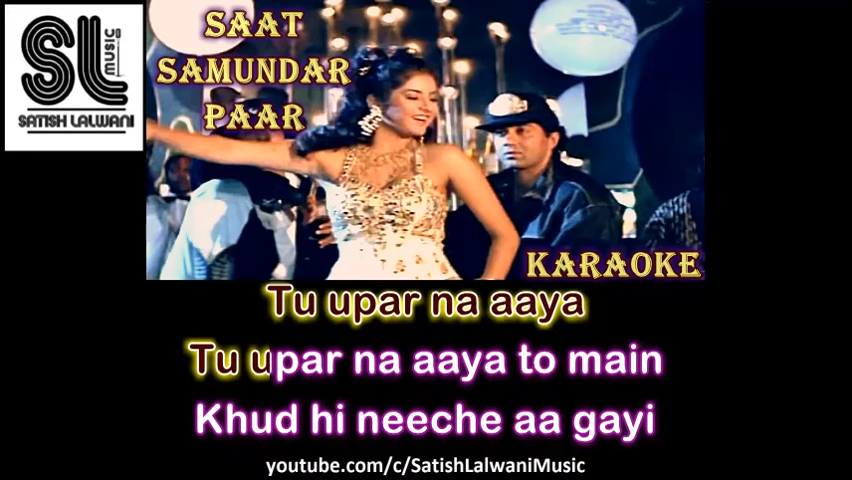 SL
MUSIC
SATISH LALWANI
SAAT
SAMUNDAR
PAAR
KARAOKE
Tu upar na aaya
Tu upar na aaya to main
Khud hi neeche aa gayi
youtube.com/c/SatishLalwaniMusic